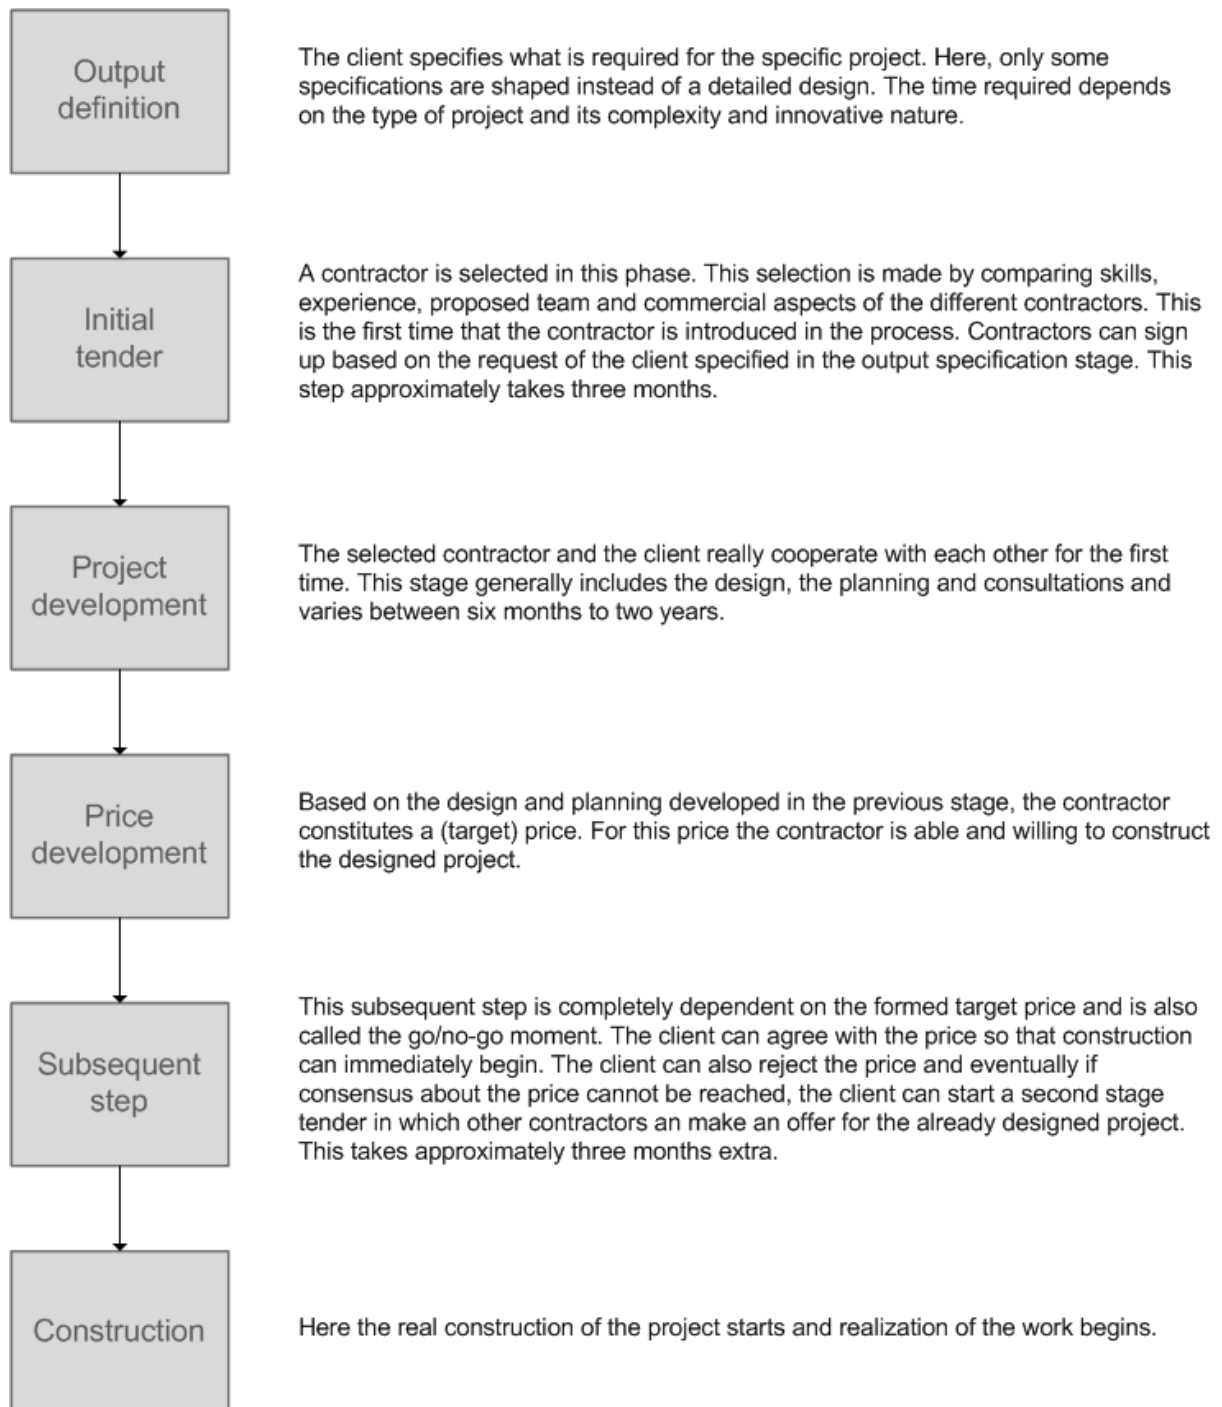 Output
definition
The client specifies what is required for the specific project. Here, only some
specifications are shaped instead of a detailed design. The time required depends
on the type of project and its complexity and innovative nature.
Initial
tender
A contractor is selected in this phase. This selection is made by comparing skills,
experience, proposed team and commercial aspects of the different contractors. This
is the first time that the contractor is introduced in the process. Contractors can sign
up based on the request of the client specified in the output specification stage. This
step approximately takes three months.
Project
development
The selected contractor and the client really cooperate with each other for the first
time. This stage generally includes the design, the planning and consultations and
varies between six months to two years.
Price
development
Based on the design and planning developed in the previous stage, the contractor
constitutes a (target) price. For this price the contractor is able and willing to construct
the designed project.
Subsequent
step
This subsequent step is completely dependent on the formed target price and is also
called the go/no-go moment. The client can agree with the price so that construction
can immediately begin. The client can also reject the price and eventually if
consensus about the price cannot be reached, the client can start a second stage
tender in which other contractors an make an offer for the already designed project.
This takes approximately three months extra.
Construction
Here the real construction of the project starts and realization of the work begins.